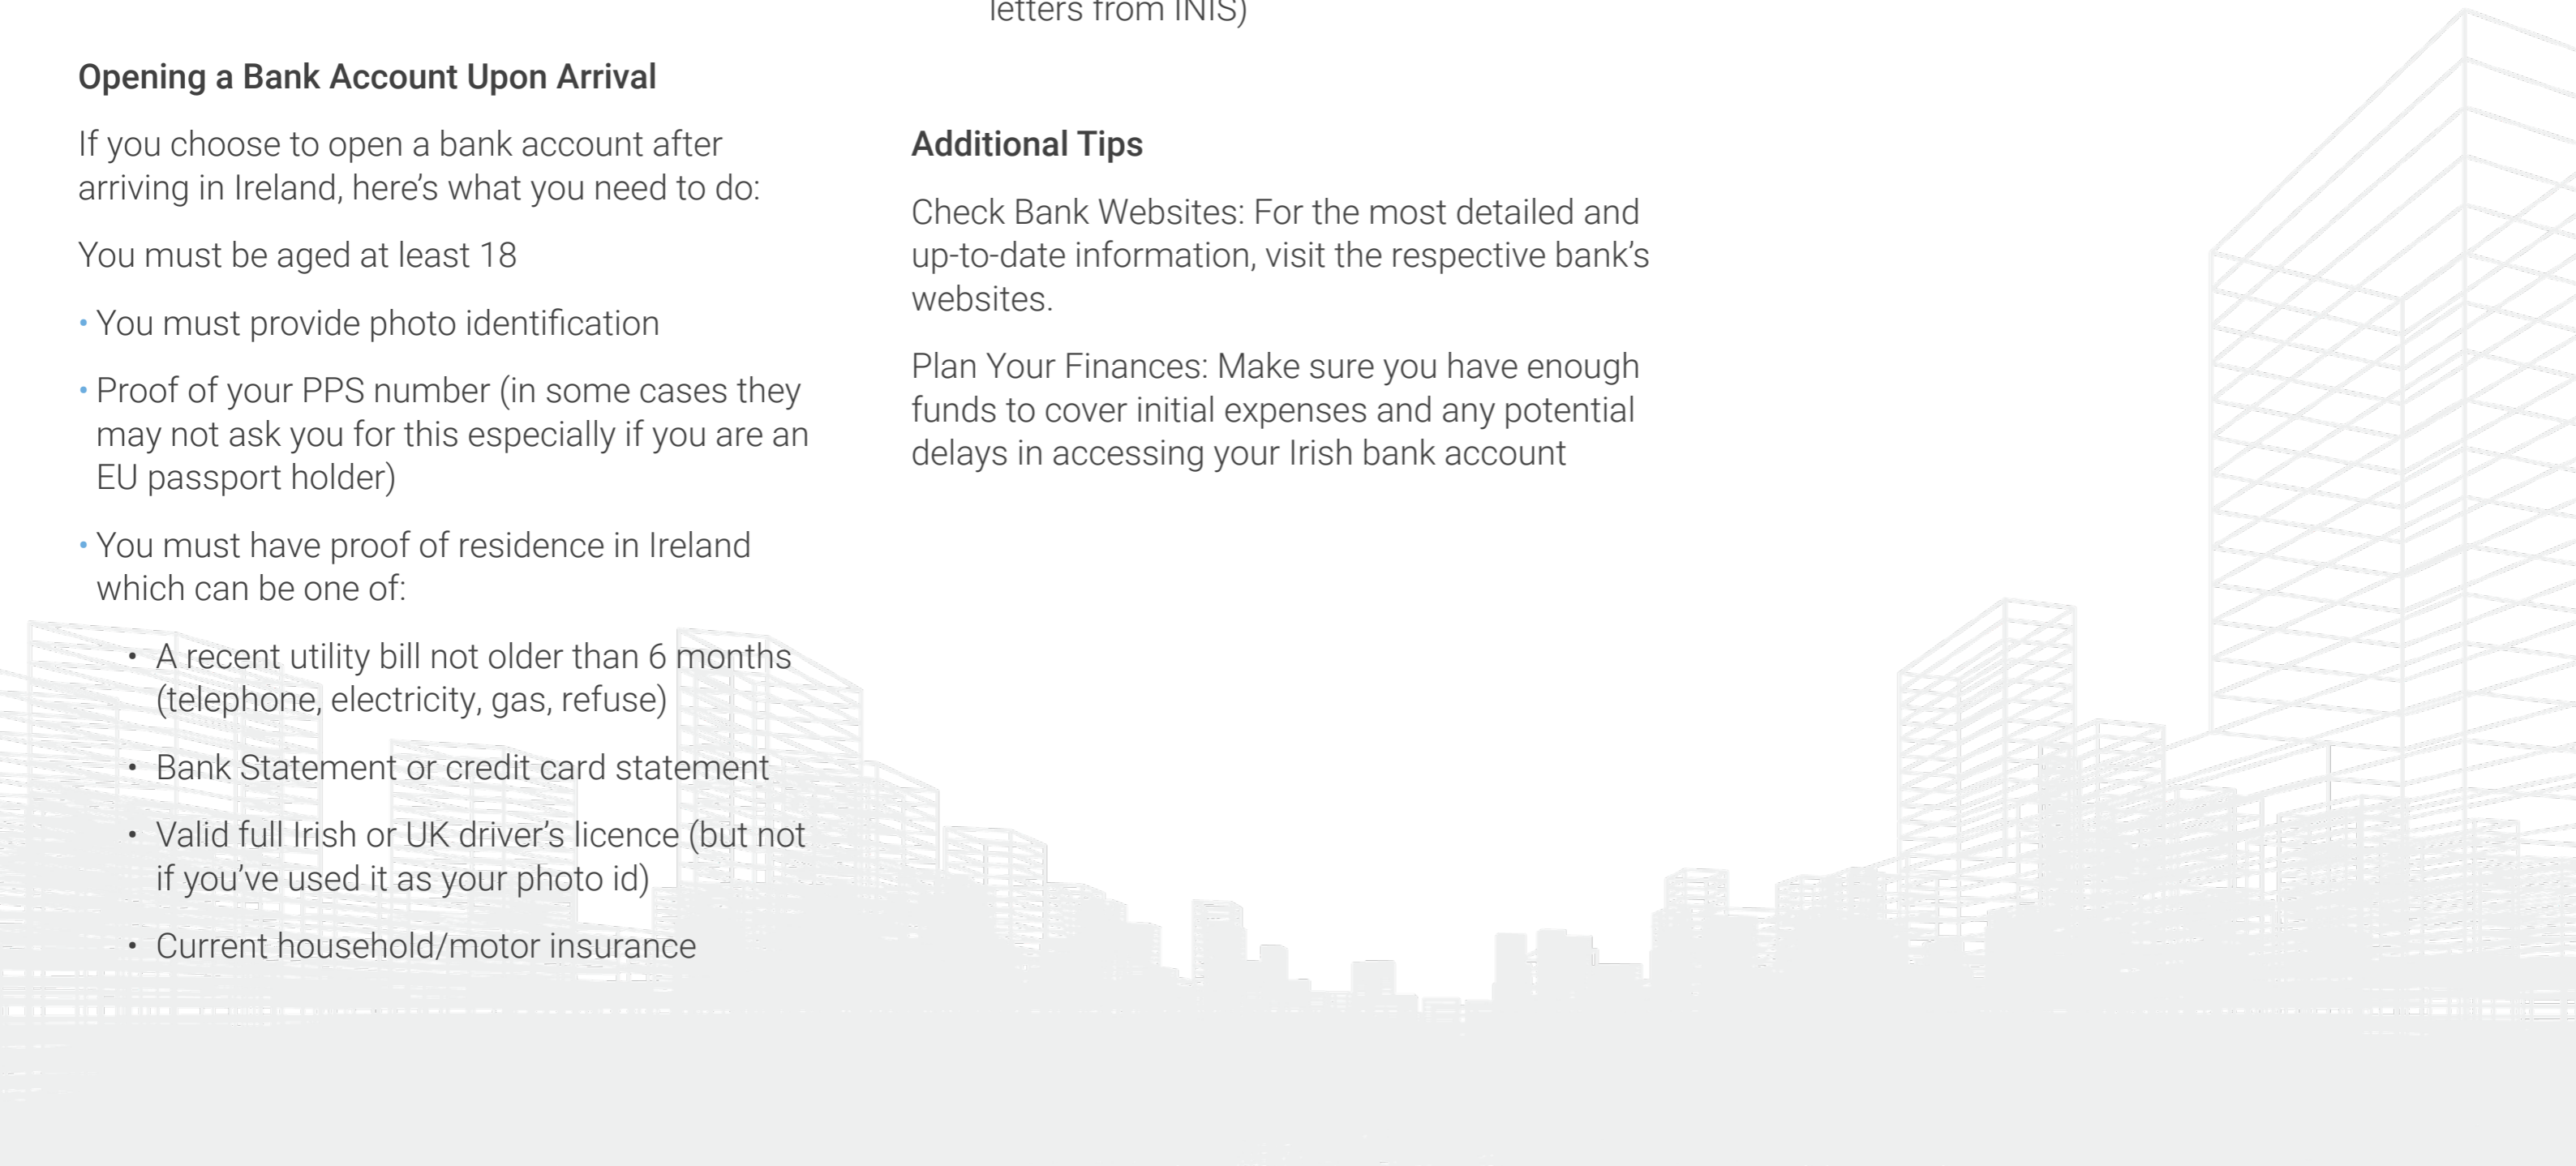 Opening a Bank Account Upon Arrival
If you choose to open a bank account after
arriving in Ireland, here's what you need to do:
You must be aged at least 18
• You must provide photo identification
• Proof of your PPS number (in some cases they
may not ask you for this especially if you are an
EU passport holder)
• You must have proof of residence in Ireland
which can be one of:
• A recent utility bill not older than 6 months
(telephone, electricity, gas, refuse)
• Bank Statement or credit card statement
• Valid full Irish or UK driver's licence (but not
if you've used it as your photo id)
• Current household/motor insurance
letters from INIS)
Additional Tips
Check Bank Websites: For the most detailed and
up-to-date information, visit the respective bank's
websites.
Plan Your Finances: Make sure you have enough
funds to cover initial expenses and any potential
delays in accessing your Irish bank account